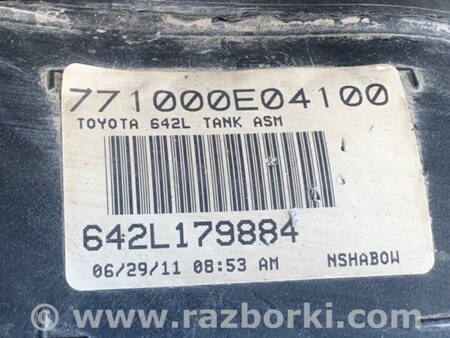 771000E04100
TOYOTA 642L TANK ASM
642L179884
06/29/11 08:53 AM NSHABOW
© www.razborki.com